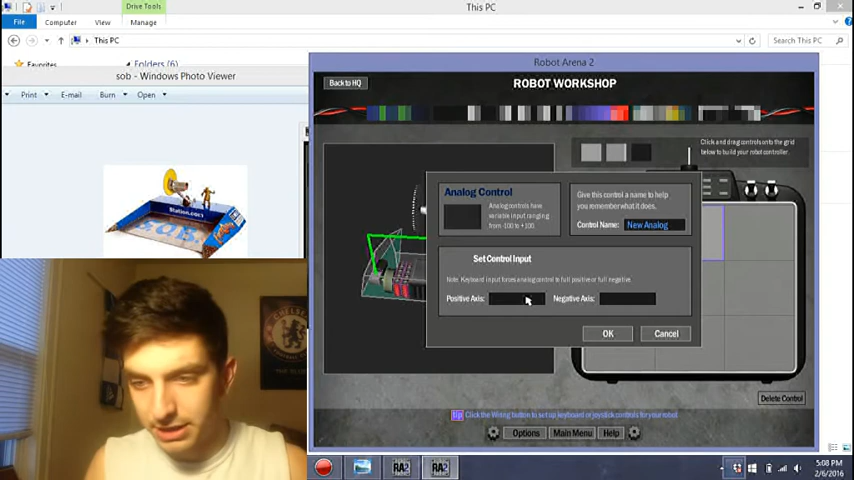 Drive Tools
This PC
File
Computer
View
Manage
This PC
Search This PC
Favorites
Folders (6)
sob - Windows Photo Viewer
Print
E-mail
Burn
Open
Station.com
S.O.B.
Robot Arena 2
Back to HQ
ROBOT WORKSHOP
Click and drag controls onto the grid
below to build your robot controller.
Analog Control
Analog controls have
variable input ranging
from -100 to +100.
Give this control a name to help
you remember what it does.
Control Name:
New Analog
Set Control Input
Note: Keyboard input forces analog control to full positive or full negative.
Positive Axis:
Negative Axis:
OK
Cancel
Delete Control
tip
Click the Wiring button to set up keyboard or joystick controls for your robot.
Options
Main Menu
Help
RA2
RA2
5:08 PM
2/6/2016